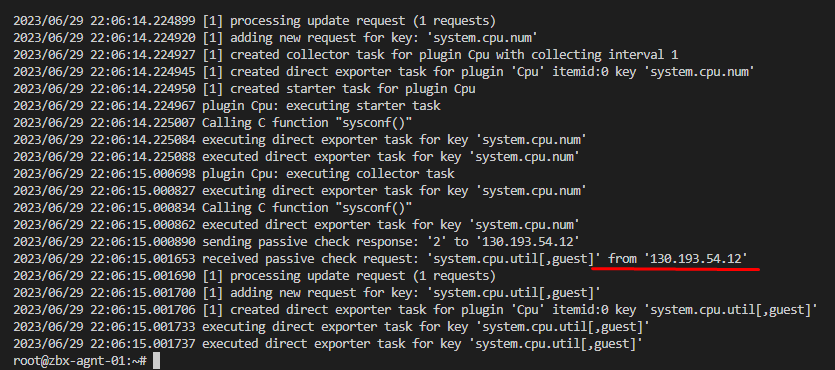 2023/06/29 22:06:14.224899 [1] processing update request (1 requests)
2023/06/29 22:06:14.224920 [1] adding new request for key: 'system.cpu.num'
2023/06/29 22:06:14.224927 [1] created collector task for plugin Cpu with collecting interval 1
2023/06/29 22:06:14.224945 [1] created direct exporter task for plugin 'Cpu' itemid:0 key 'system.cpu.num'
2023/06/29 22:06:14.224950 [1] created starter task for plugin Cpu
2023/06/29 22:06:14.224967 plugin Cpu: executing starter task
2023/06/29 22:06:14.225007 Calling C function "sysconf()"
2023/06/29 22:06:14.225084 executing direct exporter task for key 'system.cpu.num'
2023/06/29 22:06:14.225088 executed direct exporter task for key 'system.cpu.num'
2023/06/29 22:06:15.000698 plugin Cpu: executing collector task
2023/06/29 22:06:15.000827 executing direct exporter task for key 'system.cpu.num'
2023/06/29 22:06:15.000834 Calling C function "sysconf()"
2023/06/29 22:06:15.000862 executed direct exporter task for key 'system.cpu.num'
2023/06/29 22:06:15.000890 sending passive check response: '2' to '130.193.54.12'
2023/06/29 22:06:15.001653 received passive check request: 'system.cpu.util[,guest]' from '130.193.54.12'
2023/06/29 22:06:15.001690 [1] processing update request (1 requests)
2023/06/29 22:06:15.001700 [1] adding new request for key: 'system.cpu.util[,guest]'
2023/06/29 22:06:15.001706 [1] created direct exporter task for plugin 'Cpu' itemid:0 key 'system.cpu.util[,guest]'
2023/06/29 22:06:15.001733 executing direct exporter task for key 'system.cpu.util[,guest]'
2023/06/29 22:06:15.001737 executed direct exporter task for key 'system.cpu.util[,guest]'
root@zbx-agnt-01:~#